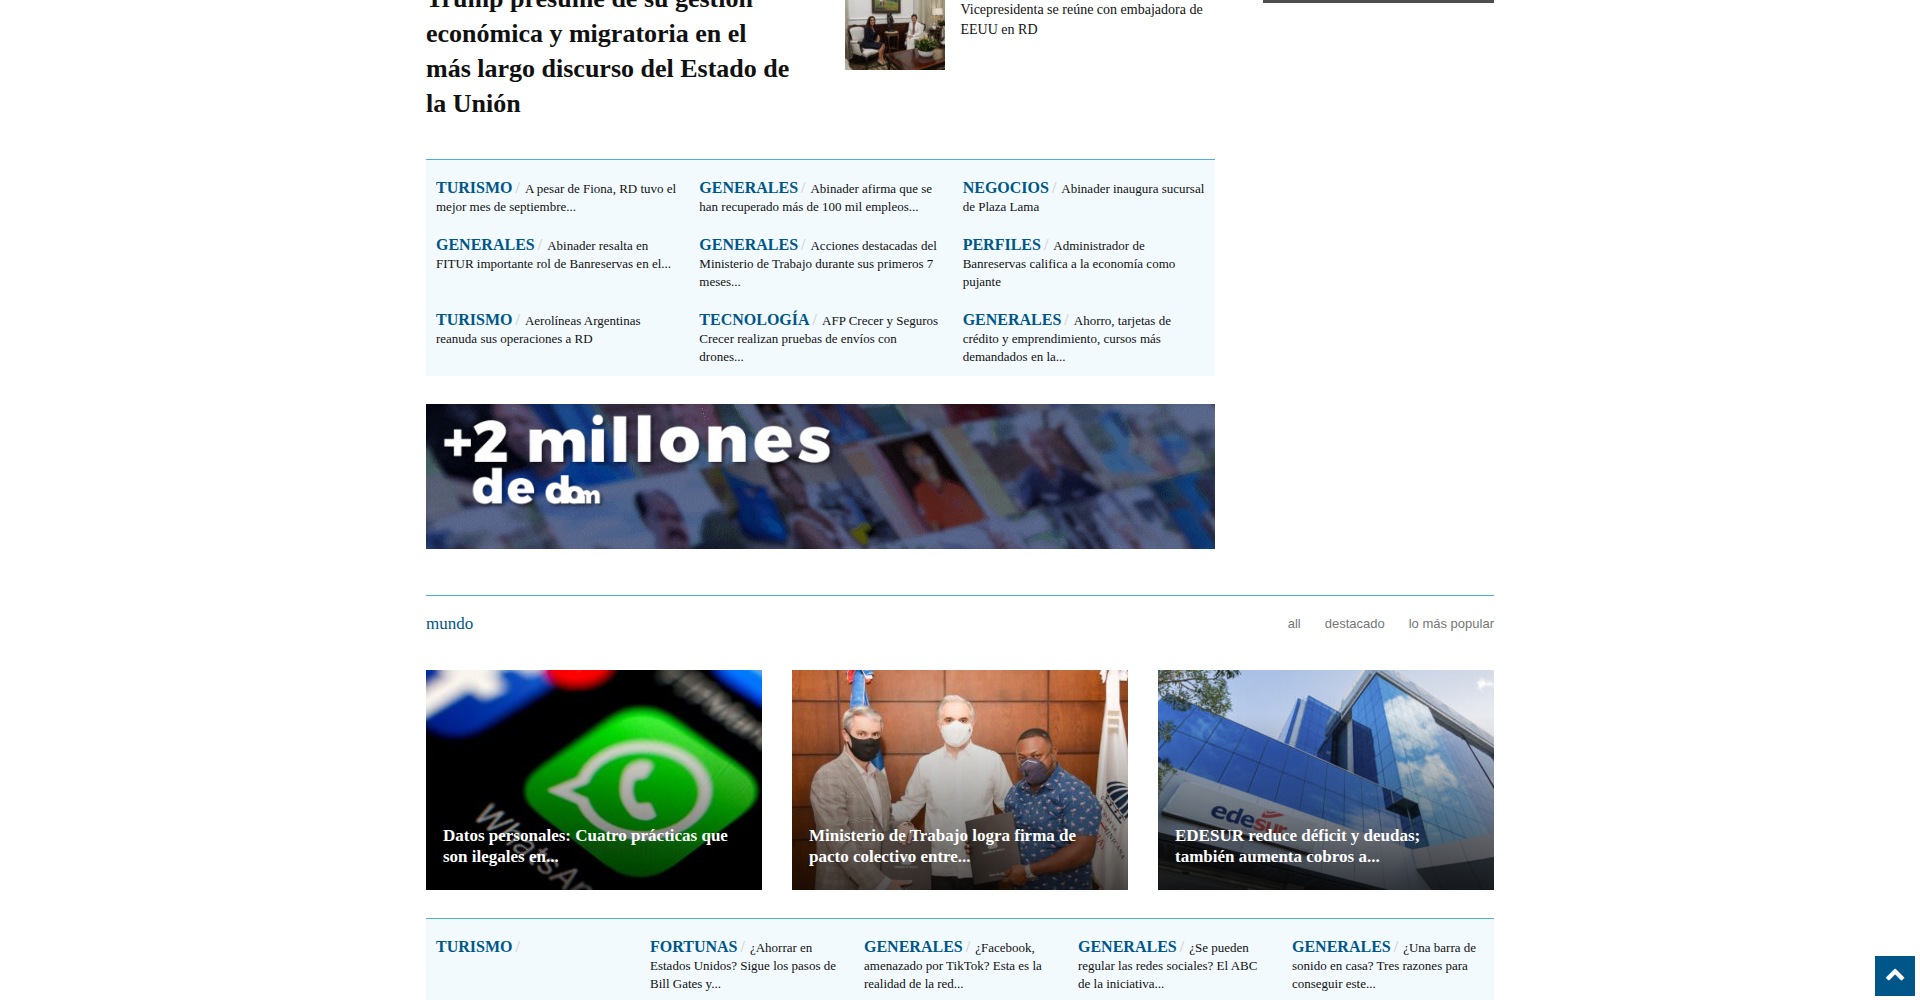 Trump presume de su gestión
económica y migratoria en el
más largo discurso del Estado de
la Unión
Vicepresidenta se reúne con embajadora de
EEUU en RD
TURISMO / A pesar de Fiona, RD tuvo el
mejor mes de septiembre...
GENERALES / Abinader afirma que se
han recuperado más de 100 mil empleos...
NEGOCIOS / Abinader inaugura sucursal
de Plaza Lama
GENERALES / Abinader resalta en
FITUR importante rol de Banreservas en el...
GENERALES / Acciones destacadas del
Ministerio de Trabajo durante sus primeros 7
meses...
PERFILES / Administrador de
Banreservas califica a la economía como
pujante
TURISMO / Aerolíneas Argentinas
reanuda sus operaciones a RD
TECNOLOGÍA / AFP Crecer y Seguros
Crecer realizan pruebas de envíos con
drones...
GENERALES / Ahorro, tarjetas de
crédito y emprendimiento, cursos más
demandados en la...
+2 millones
de
mundo
all destacado lo más popular
WhatsAp
Datos personales: Cuatro prácticas que
son ilegales en...
Ministerio de Trabajo logra firma de
pacto colectivo entre...
edesur
EDESUR reduce déficit y deudas;
también aumenta cobros a...
TURISMO /
FORTUNAS / ¿Ahorrar en
Estados Unidos? Sigue los pasos de
Bill Gates y...
GENERALES / ¿Facebook,
amenazado por TikTok? Esta es la
realidad de la red...
GENERALES / ¿Se pueden
regular las redes sociales? El ABC
de la iniciativa...
GENERALES / ¿Una barra de
sonido en casa? Tres razones para
conseguir este...